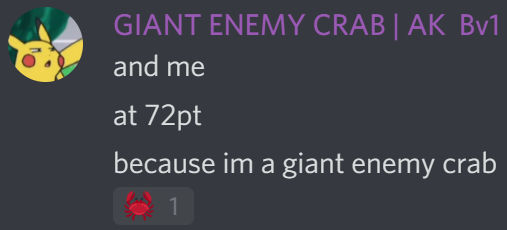 GIANT ENEMY CRAB | AK Bv1
and me
at 72pt
because im a giant enemy crab
1